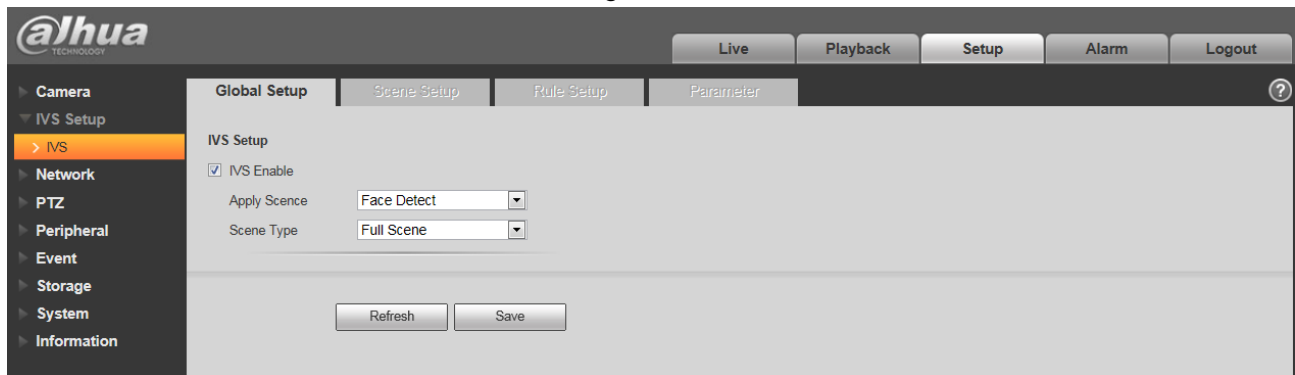 alhua
TECHNOLOGY
Live Playback Setup Alarm Logout
Camera
IVS Setup
> IVS
Network
PTZ
Peripheral
Event
Storage
System
Information
Global Setup Scene Setup Rule Setup Parameter ?
IVS Setup
IVS Enable
Apply Scence Face Detect
Scene Type Full Scene
Refresh Save